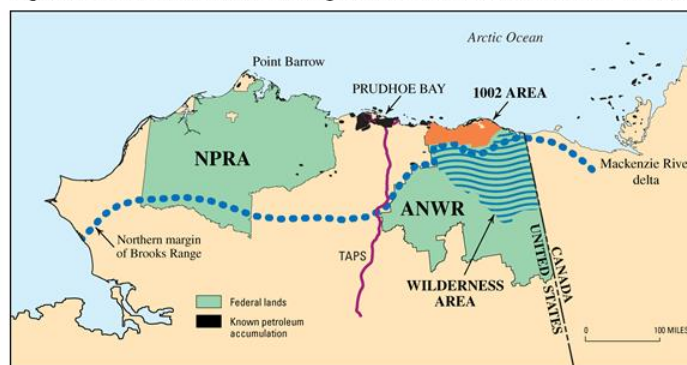 Arctic Ocean
Point Barrow
PRUDHOE BAY
1002 AREA
NPRA
Mackenzie River
delta
ANWR
Northern margin
of Brooks Range
TAPS
WILDERNESS
AREA
CANADA
UNITED STATES
Federal lands
Known petroleum
accumulation
0 100 MILES